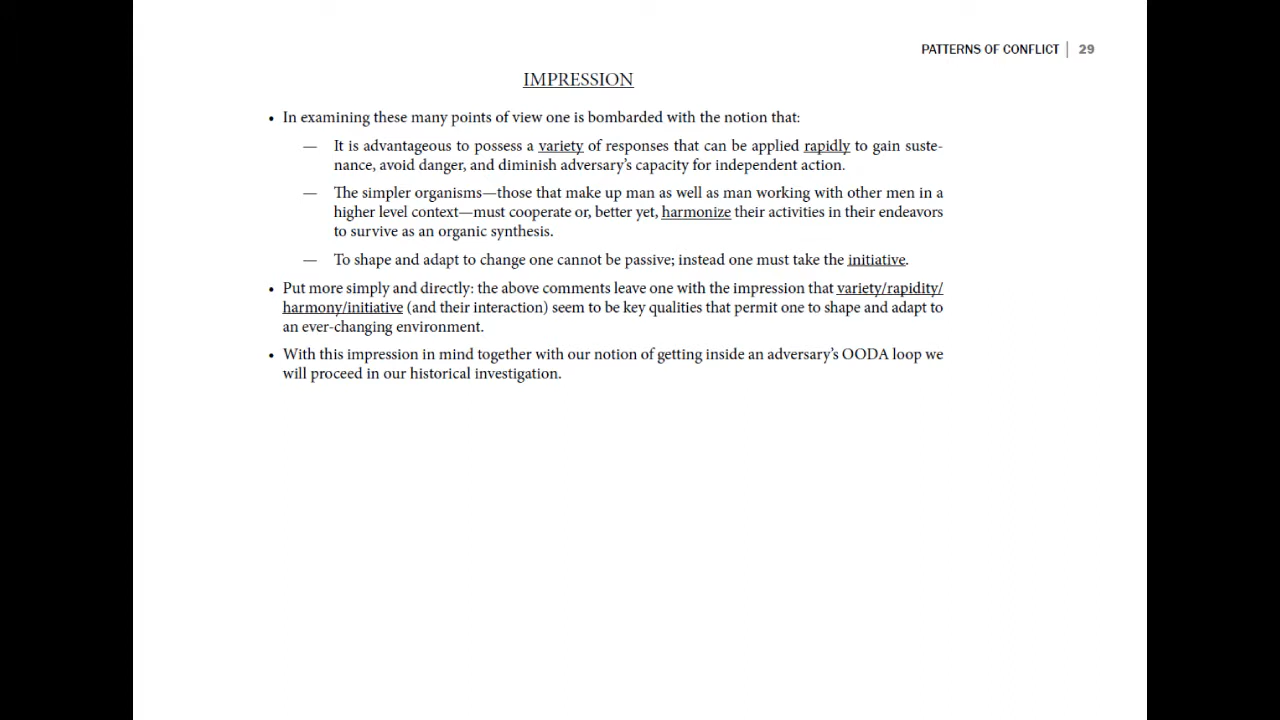 PATTERNS OF CONFLICT | 29
IMPRESSION
• In examining these many points of view one is bombarded with the notion that:
— It is advantageous to possess a variety of responses that can be applied rapidly to gain suste-
nance, avoid danger, and diminish adversary's capacity for independent action.
— The simpler organisms—those that make up man as well as man working with other men in a
higher level context—must cooperate or, better yet, harmonize their activities in their endeavors
to survive as an organic synthesis.
— To shape and adapt to change one cannot be passive; instead one must take the initiative.
• Put more simply and directly: the above comments leave one with the impression that variety/rapidity/
harmony/initiative (and their interaction) seem to be key qualities that permit one to shape and adapt to
an ever-changing environment.
• With this impression in mind together with our notion of getting inside an adversary's OODA loop we
will proceed in our historical investigation.